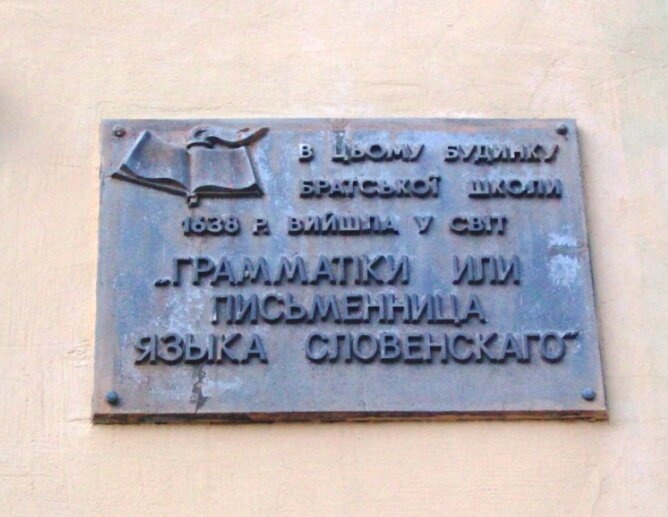 В ЦЬОМУ БУДИНКУ
БРАТСЬКОЇ ШКОЛИ
1638 Р. ВИЙШЛА У СВІТ
„ГРАММАТІКИ ИЛИ
ПИСЬМЕННИЦА
ЯЗЫКА СЛОВЕНСКАГО“